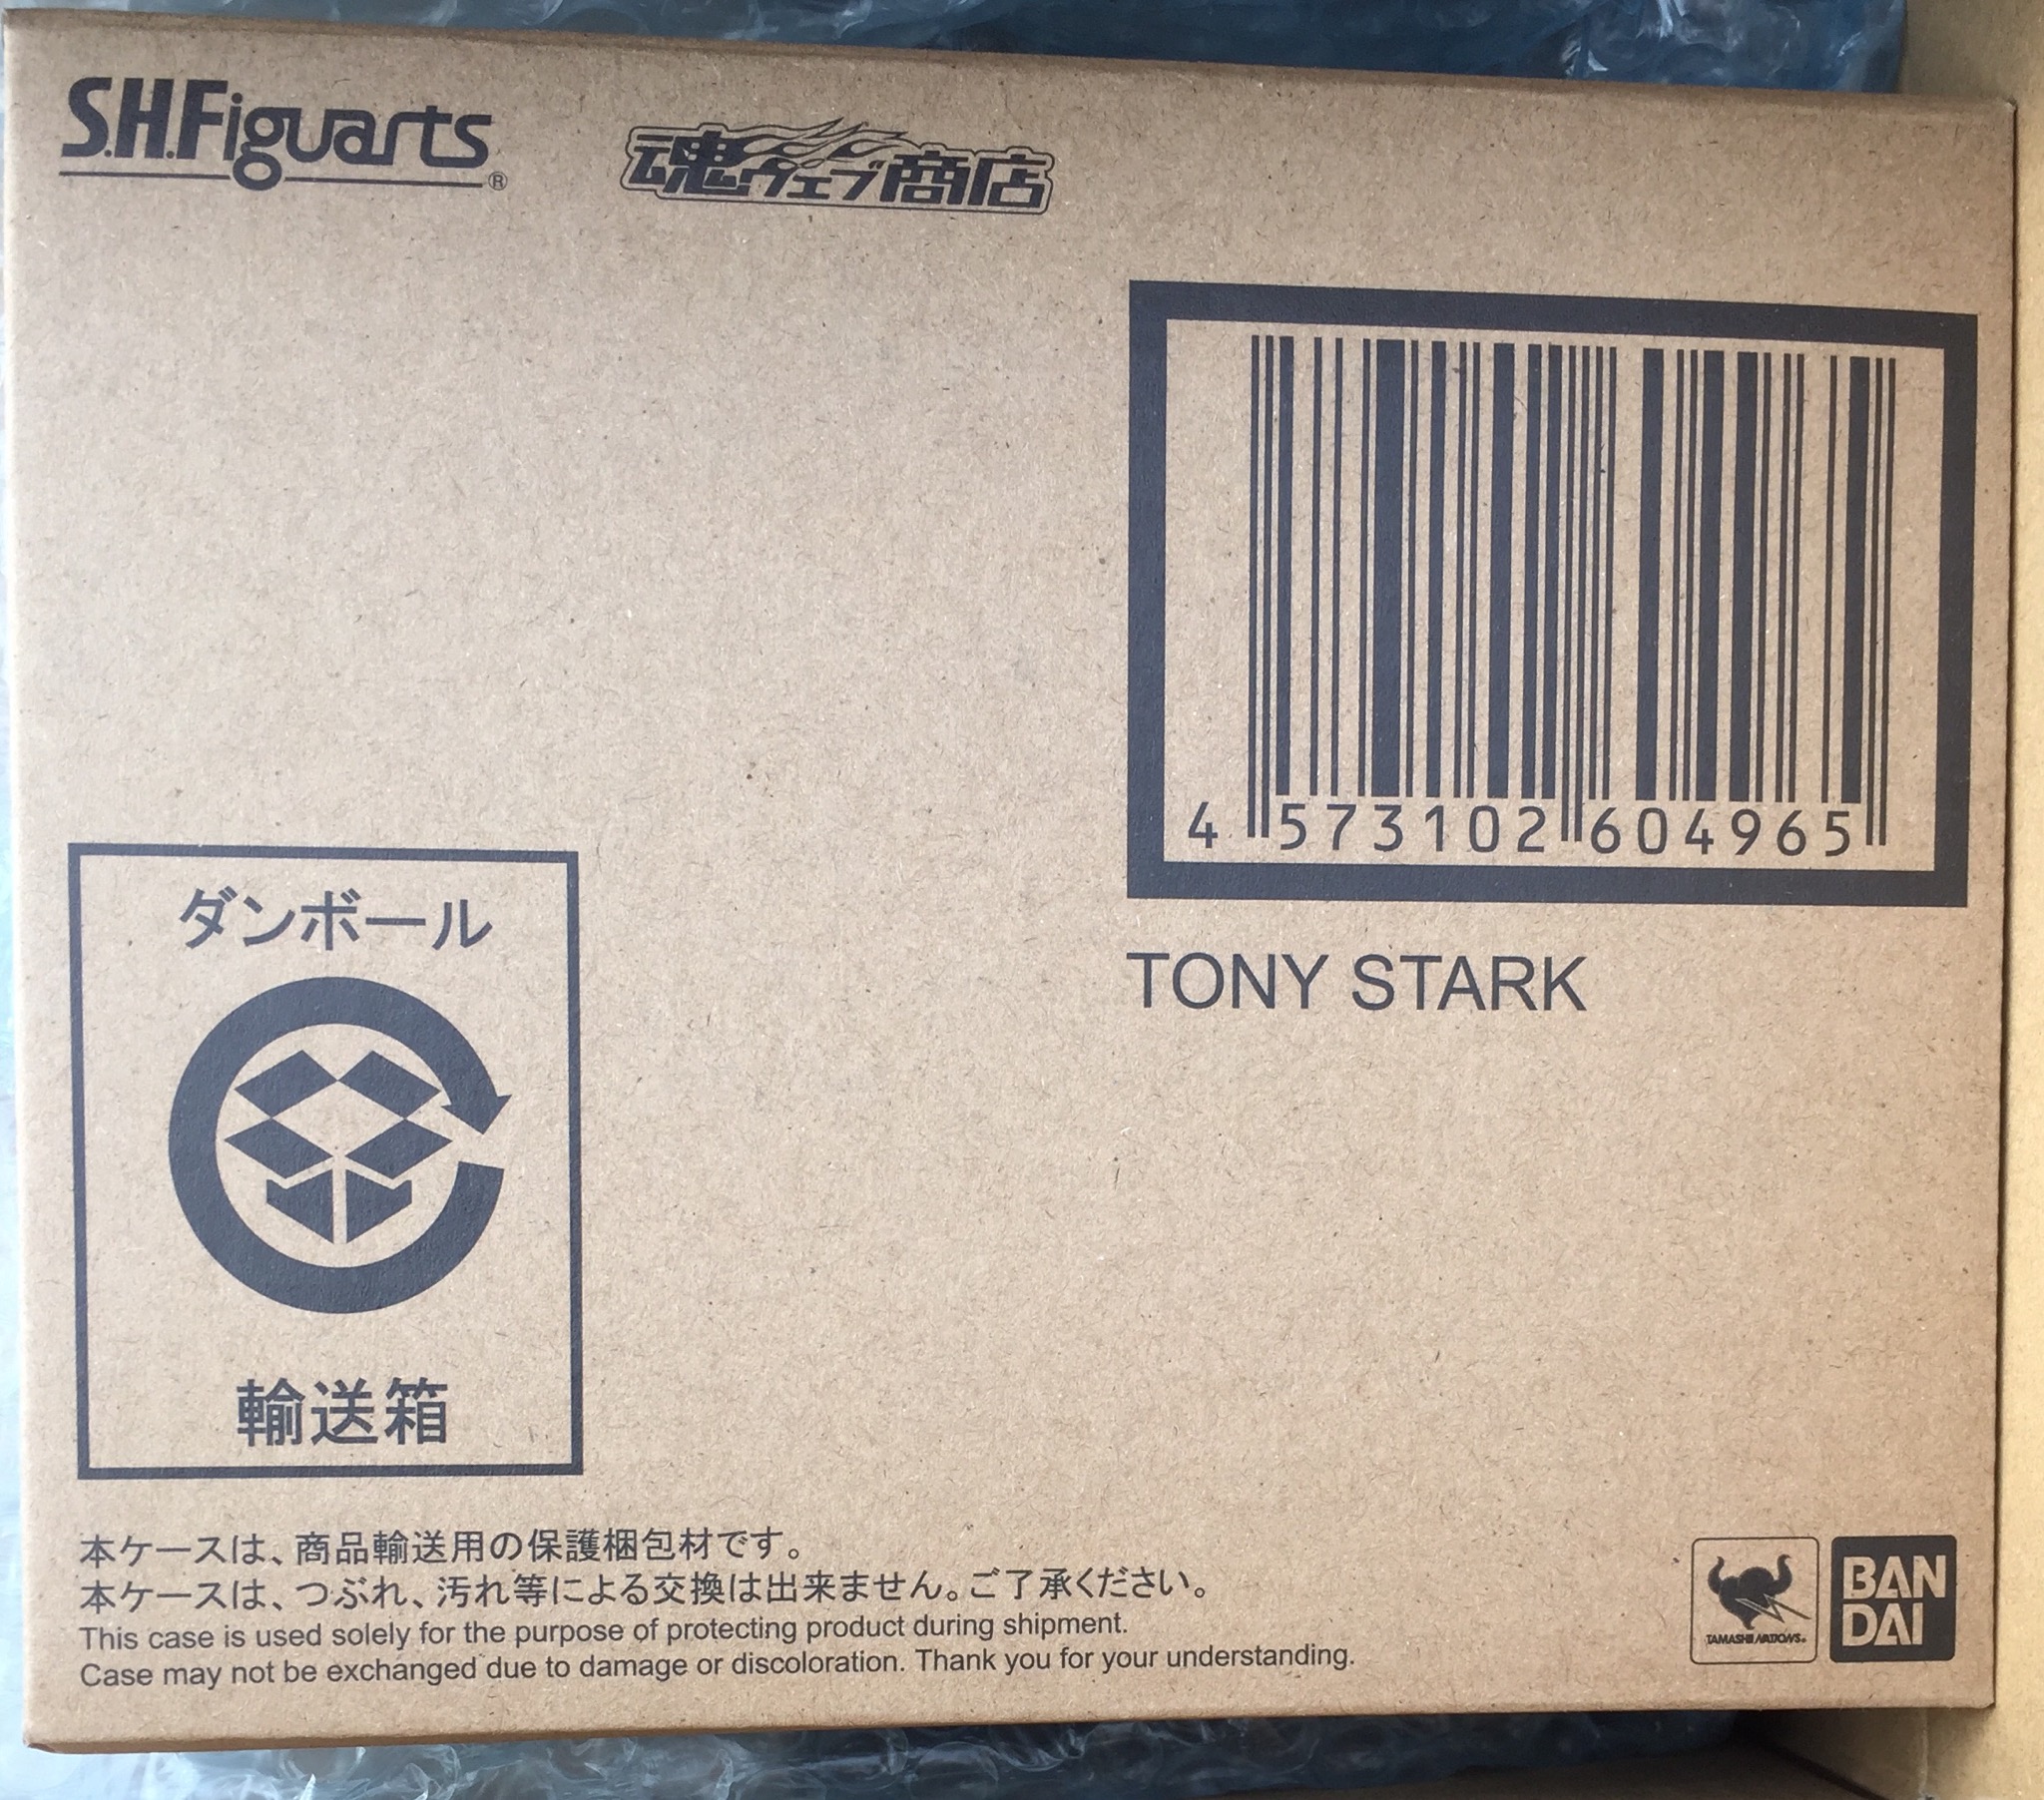 S.H.Figuarts®
魂ウェブ商店
4 573102 604965
TONY STARK
ダンボール
輸送箱
本ケースは、商品輸送用の保護梱包材です。
本ケースは、つぶれ、汚れ等による交換は出来ません。ご了承ください。
This case is used solely for the purpose of protecting product during shipment.
Case may not be exchanged due to damage or discoloration. Thank you for your understanding.
TAMASHII NATIONS®
BAN
DAI